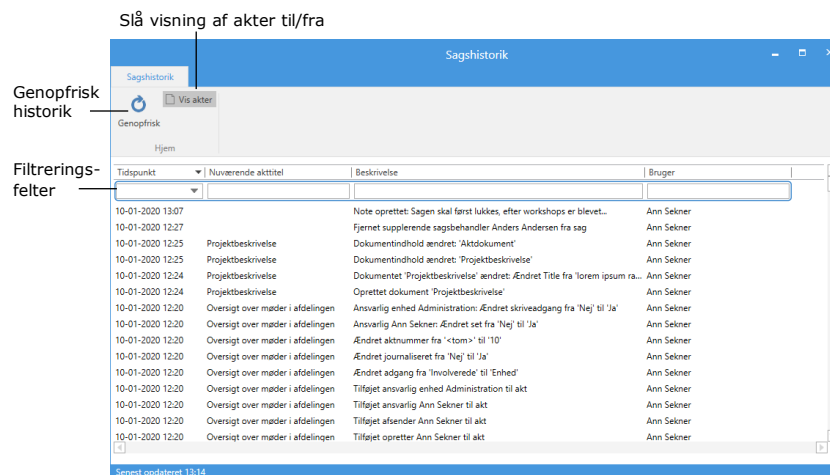 Slå visning af akter til/fra
Sagshistorik
Sagshistorik
Genopfrisk
historik
Vis akter
Genopfrisk
Hjem
Filtrerings-
felter
Tidspunkt Nuværende akttitel Beskrivelse Bruger
10-01-2020 13:07 Note oprettet: Sagen skal først lukkes, efter workshops er blevet... Ann Sekner
10-01-2020 12:27 Fjernet supplerende sagsbehandler Anders Andersen fra sag Ann Sekner
10-01-2020 12:25 Projektbeskrivelse Dokumentindhold ændret: 'Aktdokument' Ann Sekner
10-01-2020 12:25 Projektbeskrivelse Dokumentindhold ændret: 'Projektbeskrivelse' Ann Sekner
10-01-2020 12:24 Projektbeskrivelse Dokumentet 'Projektbeskrivelse' ændret: Ændret Title fra 'lorem ipsum ra... Ann Sekner
10-01-2020 12:24 Projektbeskrivelse Oprettet dokument 'Projektbeskrivelse' Ann Sekner
10-01-2020 12:20 Oversigt over møder i afdelingen Ansvarlig enhed Administration: Ændret skriveadgang fra 'Nej' til 'Ja' Ann Sekner
10-01-2020 12:20 Oversigt over møder i afdelingen Ansvarlig Ann Sekner: Ændret set fra 'Nej' til 'Ja' Ann Sekner
10-01-2020 12:20 Oversigt over møder i afdelingen Ændret aktnummer fra '<tom>' til '10' Ann Sekner
10-01-2020 12:20 Oversigt over møder i afdelingen Ændret journaliseret fra 'Nej' til 'Ja' Ann Sekner
10-01-2020 12:20 Oversigt over møder i afdelingen Ændret adgang fra 'Involverede' til 'Enhed' Ann Sekner
10-01-2020 12:20 Oversigt over møder i afdelingen Tilføjet ansvarlig enhed Administration til akt Ann Sekner
10-01-2020 12:20 Oversigt over møder i afdelingen Tilføjet ansvarlig Ann Sekner til akt Ann Sekner
10-01-2020 12:20 Oversigt over møder i afdelingen Tilføjet afsender Ann Sekner til akt Ann Sekner
10-01-2020 12:20 Oversigt over møder i afdelingen Tilføjet opretter Ann Sekner til akt Ann Sekner
Senest opdateret 13:14